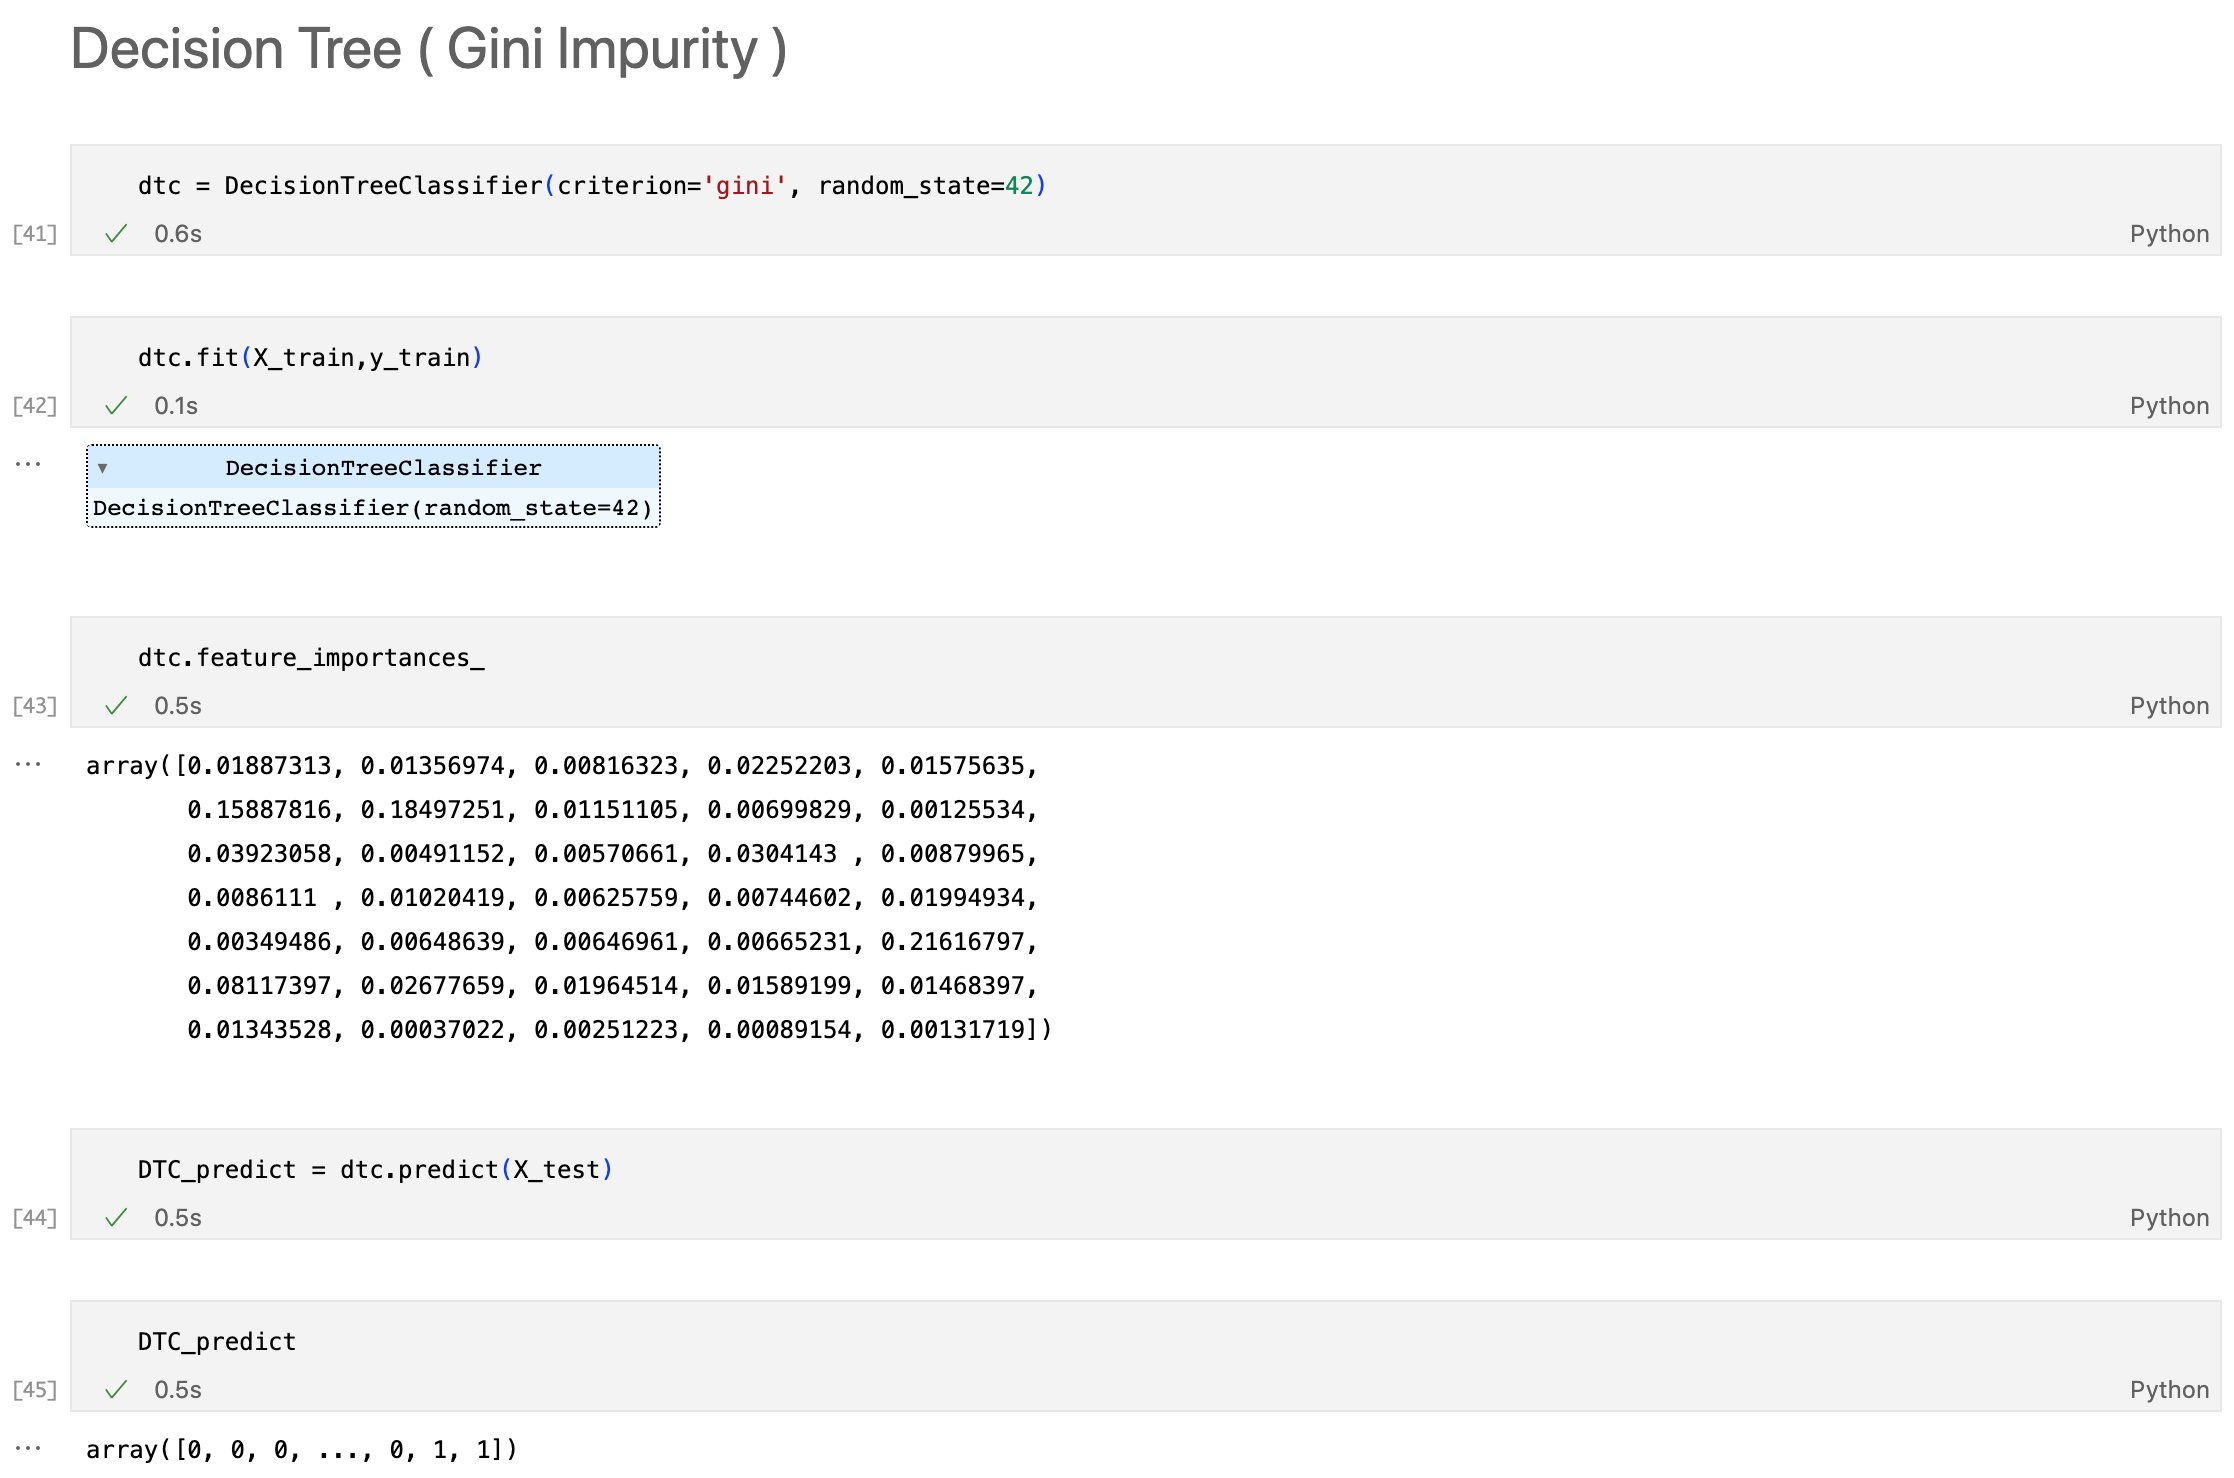 Decision Tree ( Gini Impurity )
dtc = DecisionTreeClassifier(criterion='gini', random_state=42)
[41] ✓ 0.6s Python
dtc.fit(X_train,y_train)
[42] ✓ 0.1s Python
... ▼ DecisionTreeClassifier
DecisionTreeClassifier(random_state=42)
dtc.feature_importances_
[43] ✓ 0.5s Python
... array([0.01887313, 0.01356974, 0.00816323, 0.02252203, 0.01575635,
0.15887816, 0.18497251, 0.01151105, 0.00699829, 0.00125534,
0.03923058, 0.00491152, 0.00570661, 0.0304143 , 0.00879965,
0.0086111 , 0.01020419, 0.00625759, 0.00744602, 0.01994934,
0.00349486, 0.00648639, 0.00646961, 0.00665231, 0.21616797,
0.08117397, 0.02677659, 0.01964514, 0.01589199, 0.01468397,
0.01343528, 0.00037022, 0.00251223, 0.00089154, 0.00131719])
DTC_predict = dtc.predict(X_test)
[44] ✓ 0.5s Python
DTC_predict
[45] ✓ 0.5s Python
... array([0, 0, 0, ..., 0, 1, 1])